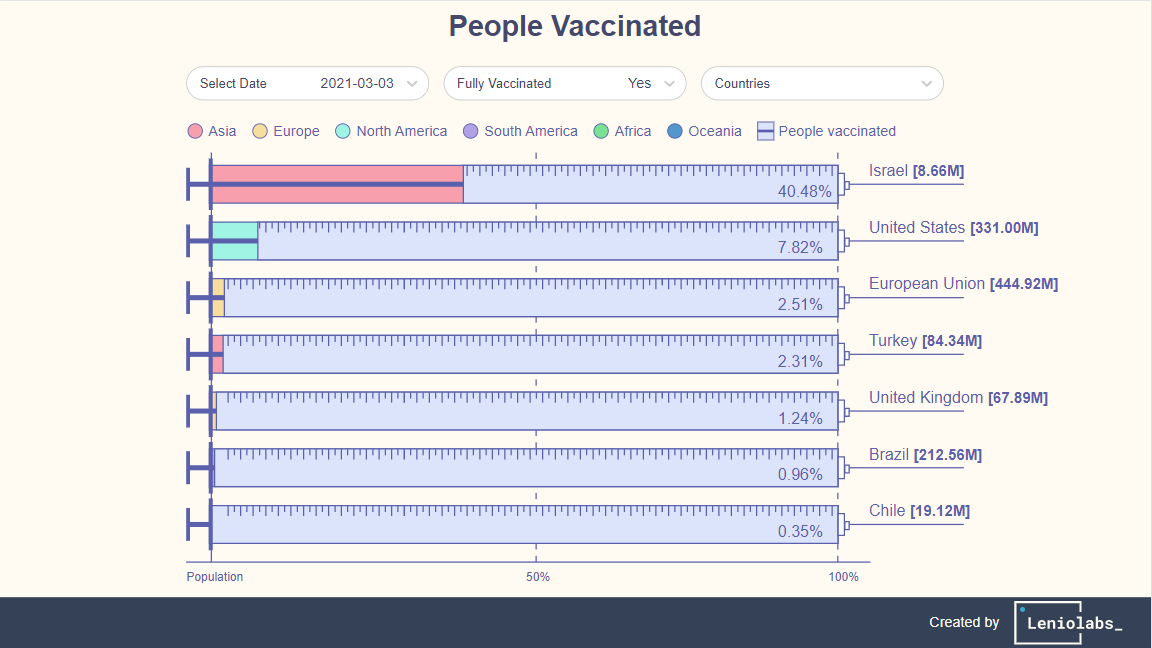 People Vaccinated
Select Date 2021-03-03
Fully Vaccinated Yes
Countries
Asia Europe North America South America Africa Oceania People vaccinated
Israel [8.66M]
40.48%
United States [331.00M]
7.82%
European Union [444.92M]
2.51%
Turkey [84.34M]
2.31%
United Kingdom [67.89M]
1.24%
Brazil [212.56M]
0.96%
Chile [19.12M]
0.35%
Population 50% 100%
Created by Leniolabs_